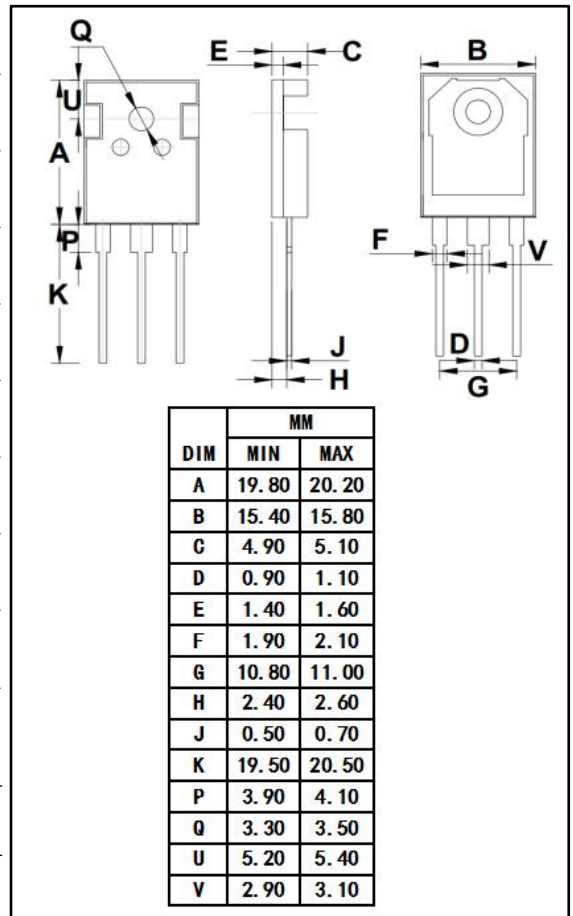 Q
E C B
U
A
P
K
F V
J D
H G
MM
DIM MIN MAX
A 19.80 20.20
B 15.40 15.80
C 4.90 5.10
D 0.90 1.10
E 1.40 1.60
F 1.90 2.10
G 10.80 11.00
H 2.40 2.60
J 0.50 0.70
K 19.50 20.50
P 3.90 4.10
Q 3.30 3.50
U 5.20 5.40
V 2.90 3.10